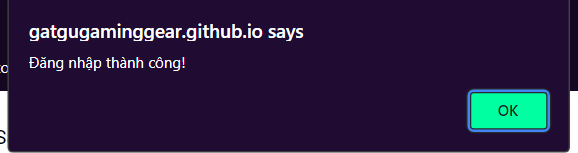 gatgugaminggear.github.io says
Đăng nhập thành công!
OK